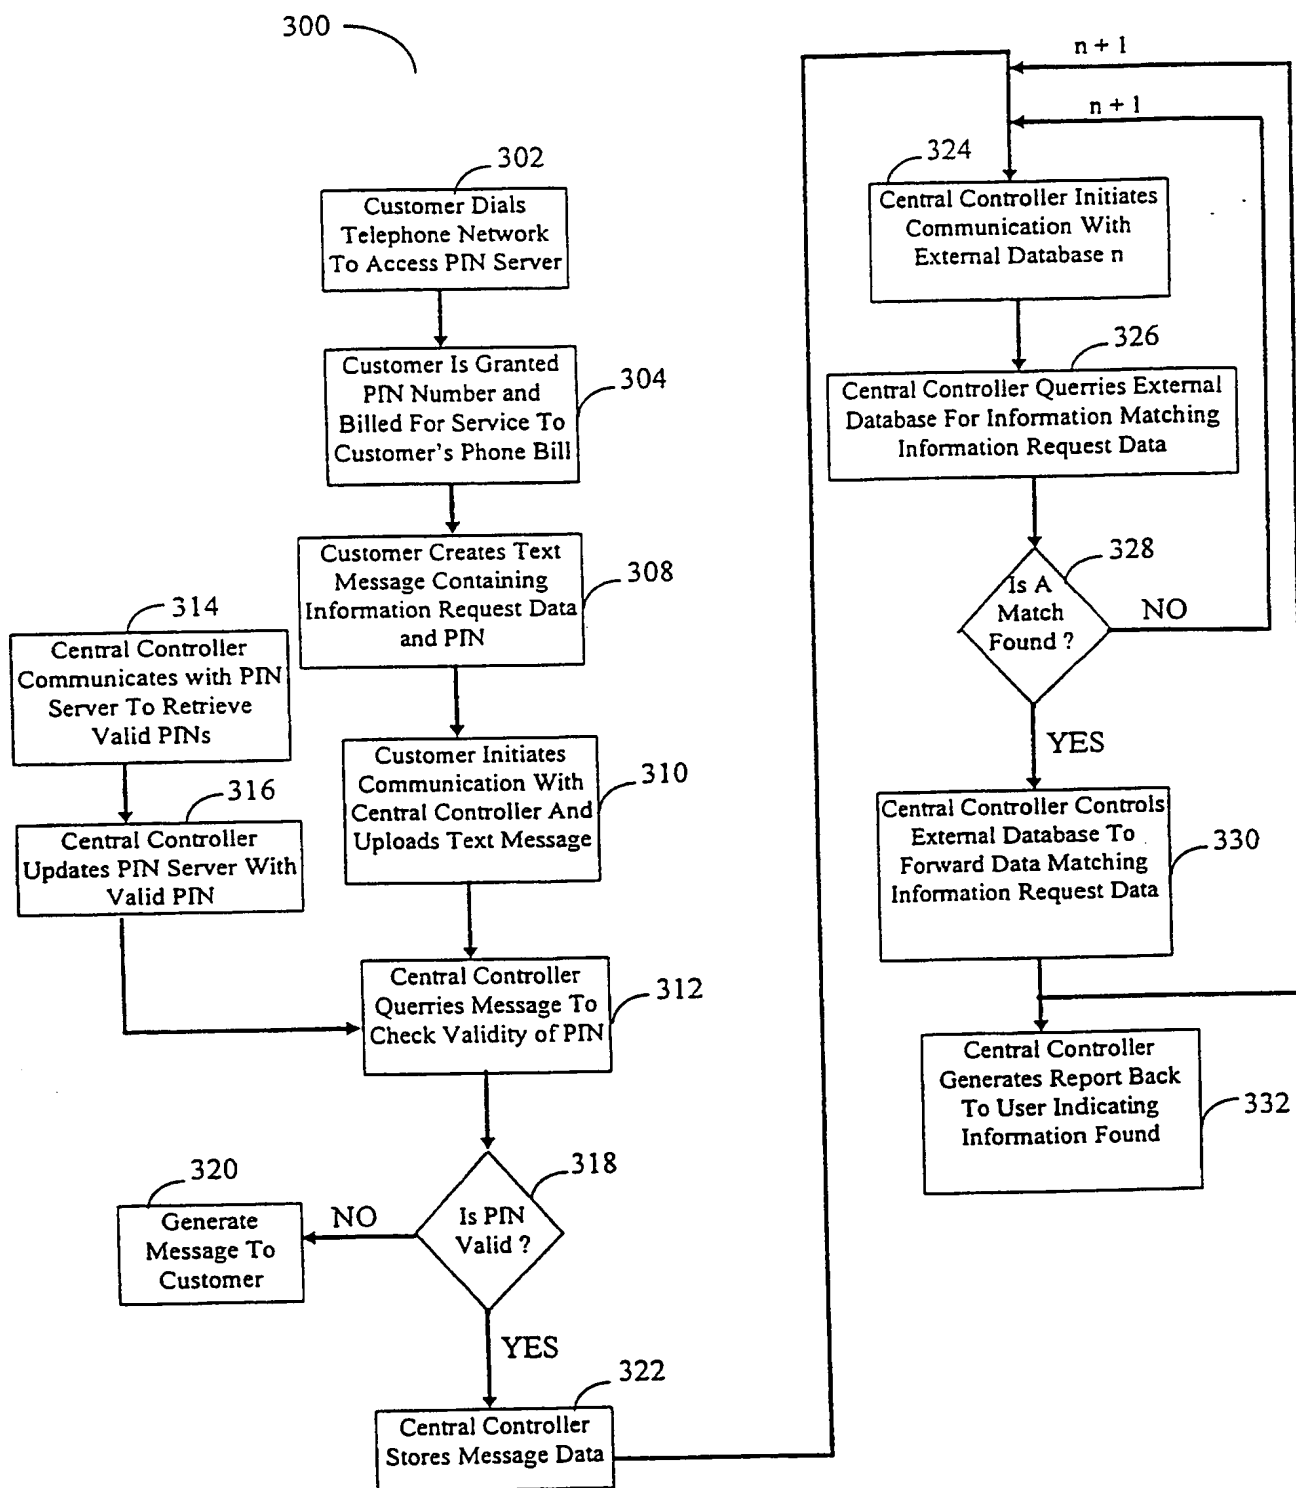 300
302
Customer Dials
Telephone Network
To Access PIN Server
Customer Is Granted
PIN Number and
Billed For Service To
Customer's Phone Bill
304
Customer Creates Text
Message Containing
Information Request Data
and PIN
308
314
Central Controller
Communicates with PIN
Server To Retrieve
Valid PINs
316
Central Controller
Updates PIN Server With
Valid PIN
Customer Initiates
Communication With
Central Controller And
Uploads Text Message
310
Central Controller
Querries Message To
Check Validity of PIN
312
318
Is PIN
Valid ?
NO
320
Generate
Message To
Customer
YES
322
Central Controller
Stores Message Data
n + 1
n + 1
324
Central Controller Initiates
Communication With
External Database n
326
Central Controller Querries External
Database For Information Matching
Information Request Data
328
Is A
Match
Found ?
NO
YES
Central Controller Controls
External Database To
Forward Data Matching
Information Request Data
330
Central Controller
Generates Report Back
To User Indicating
Information Found
332